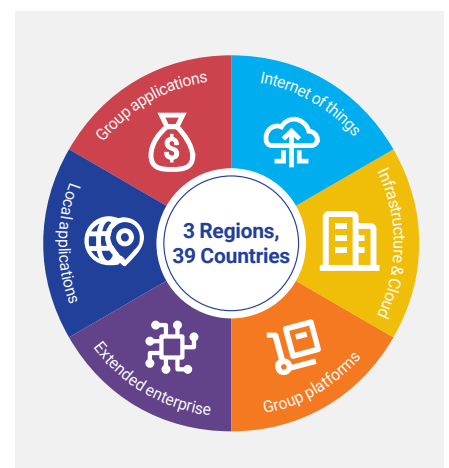 Group applications
Internet of things
Infrastructure & Cloud
Group platforms
Extended enterprise
Local applications
$
3 Regions,
39 Countries